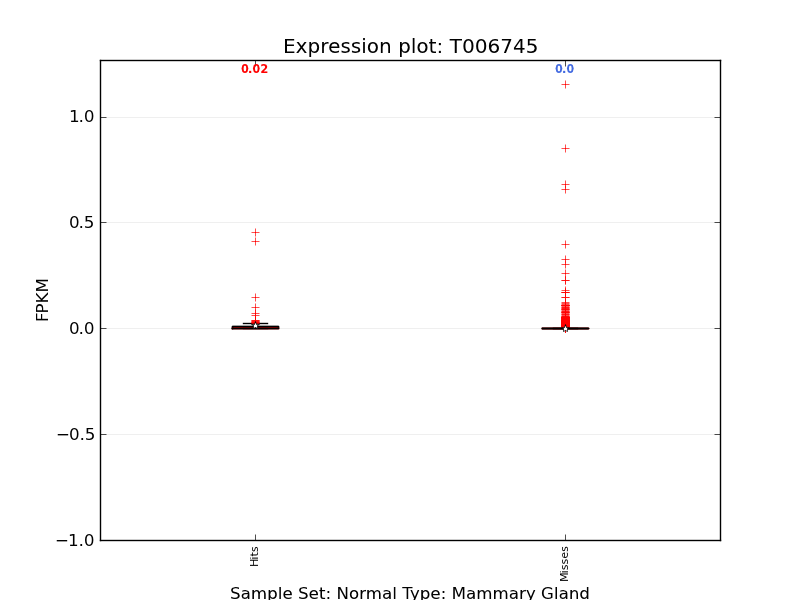 Expression plot: T006745
0.02
0.0
1.0
0.5
0.0
−0.5
−1.0
FPKM
Hits
Misses
Sample Set: Normal Type: Mammary Gland